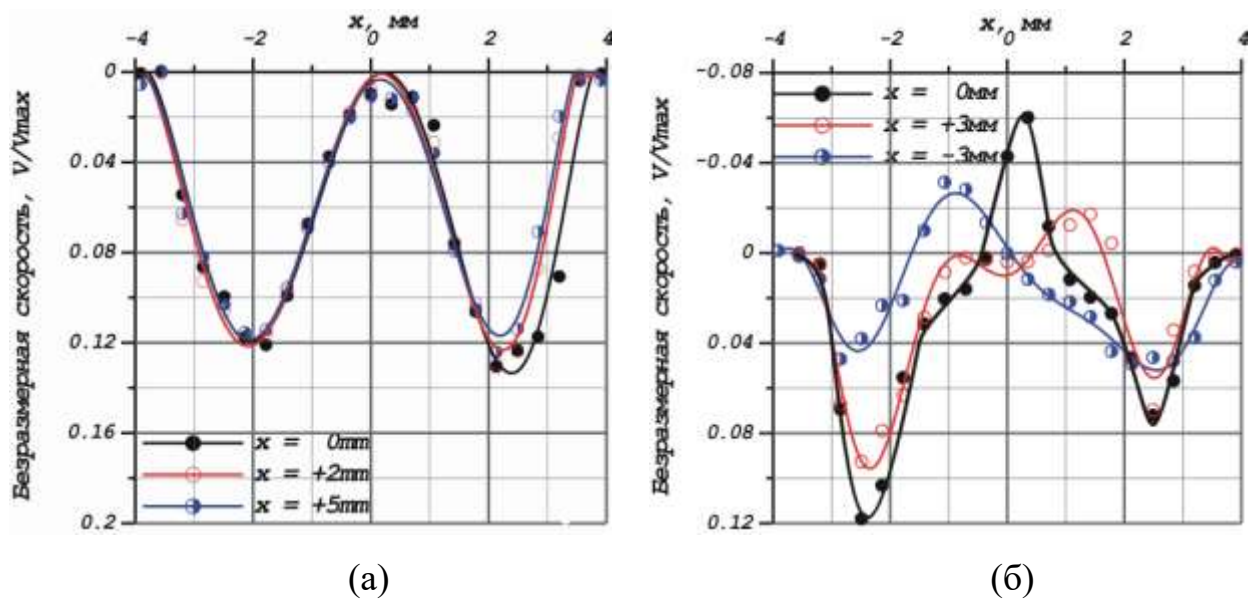 x, мм
-4 -2 0 2 4
0
0.04
0.08
0.12
0.16
0.2
Безразмерная скорость, V/Vmax
x = 0mm
x = +2mm
x = +5mm
(а)
x, мм
-4 -2 0 2 4
-0.08
-0.04
0
0.04
0.08
0.12
Безразмерная скорость, V/Vmax
x = 0мм
x = +3мм
x = -3мм
(б)